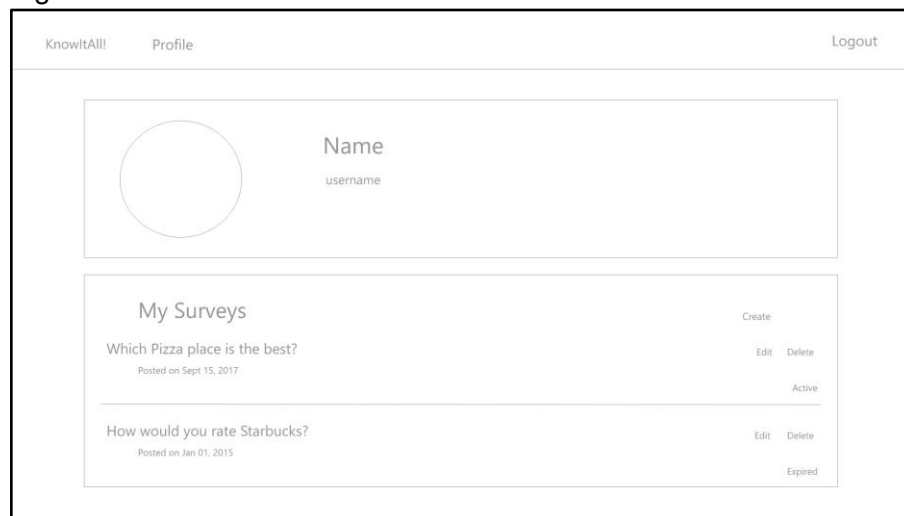 KnowItAll! Profile Logout
Name
username
My Surveys
Create
Which Pizza place is the best?
Edit Delete
Posted on Sept 15, 2017
Active
How would you rate Starbucks?
Edit Delete
Posted on Jan 01, 2015
Expired